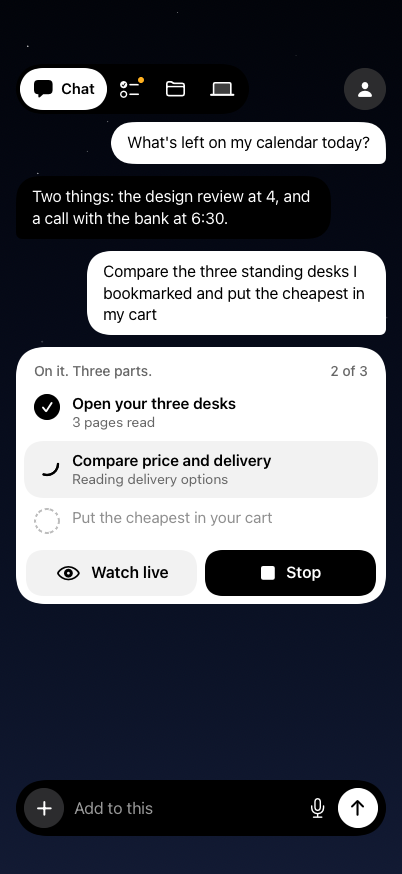 Chat
What's left on my calendar today?
Two things: the design review at 4, and
a call with the bank at 6:30.
Compare the three standing desks I
bookmarked and put the cheapest in
my cart
On it. Three parts. 2 of 3
Open your three desks
3 pages read
Compare price and delivery
Reading delivery options
Put the cheapest in your cart
Watch live Stop
Add to this